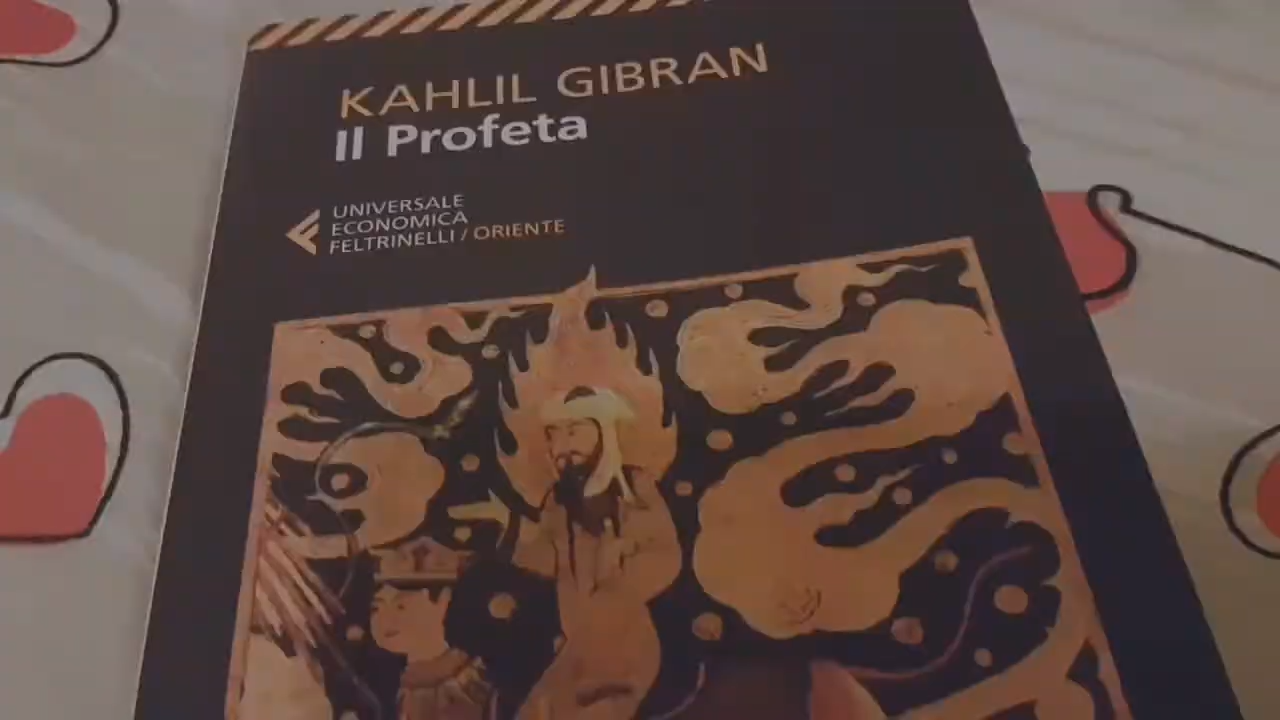 KAHLIL GIBRAN
Il Profeta
UNIVERSALE
ECONOMICA
FELTRINELLI / ORIENTE